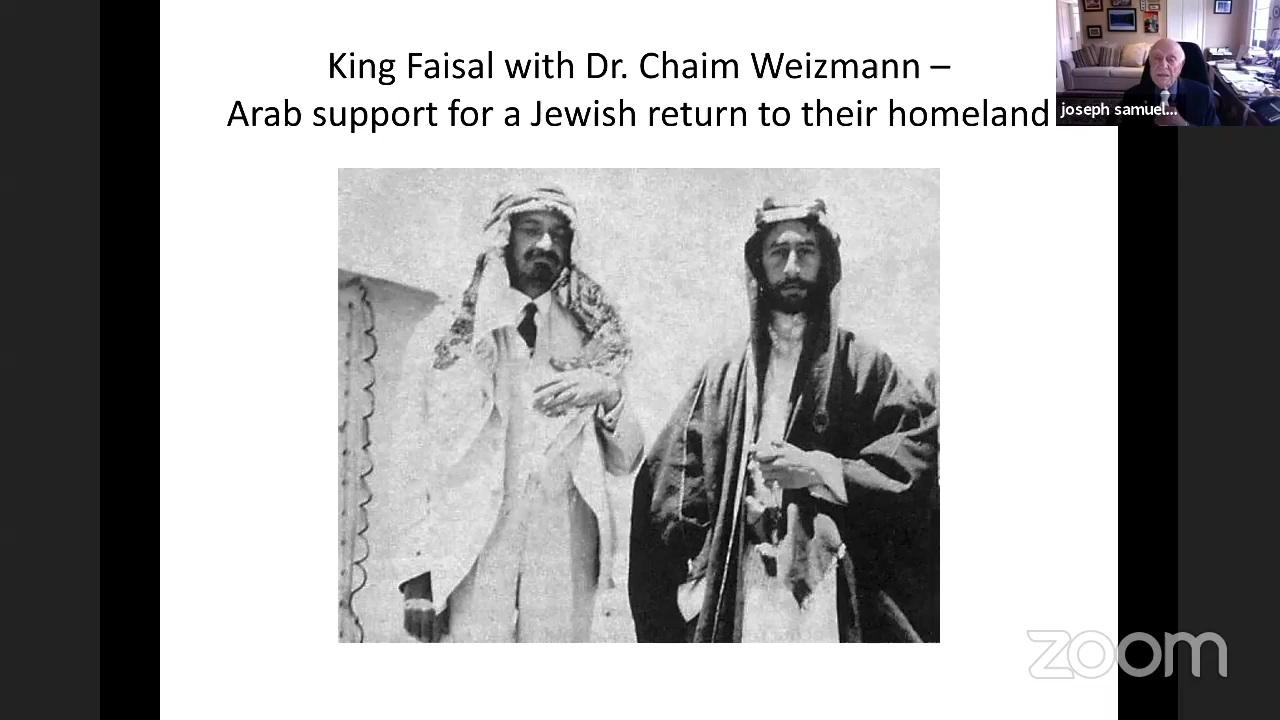 King Faisal with Dr. Chaim Weizmann –
Arab support for a Jewish return to their homeland
joseph samuel...
zoom